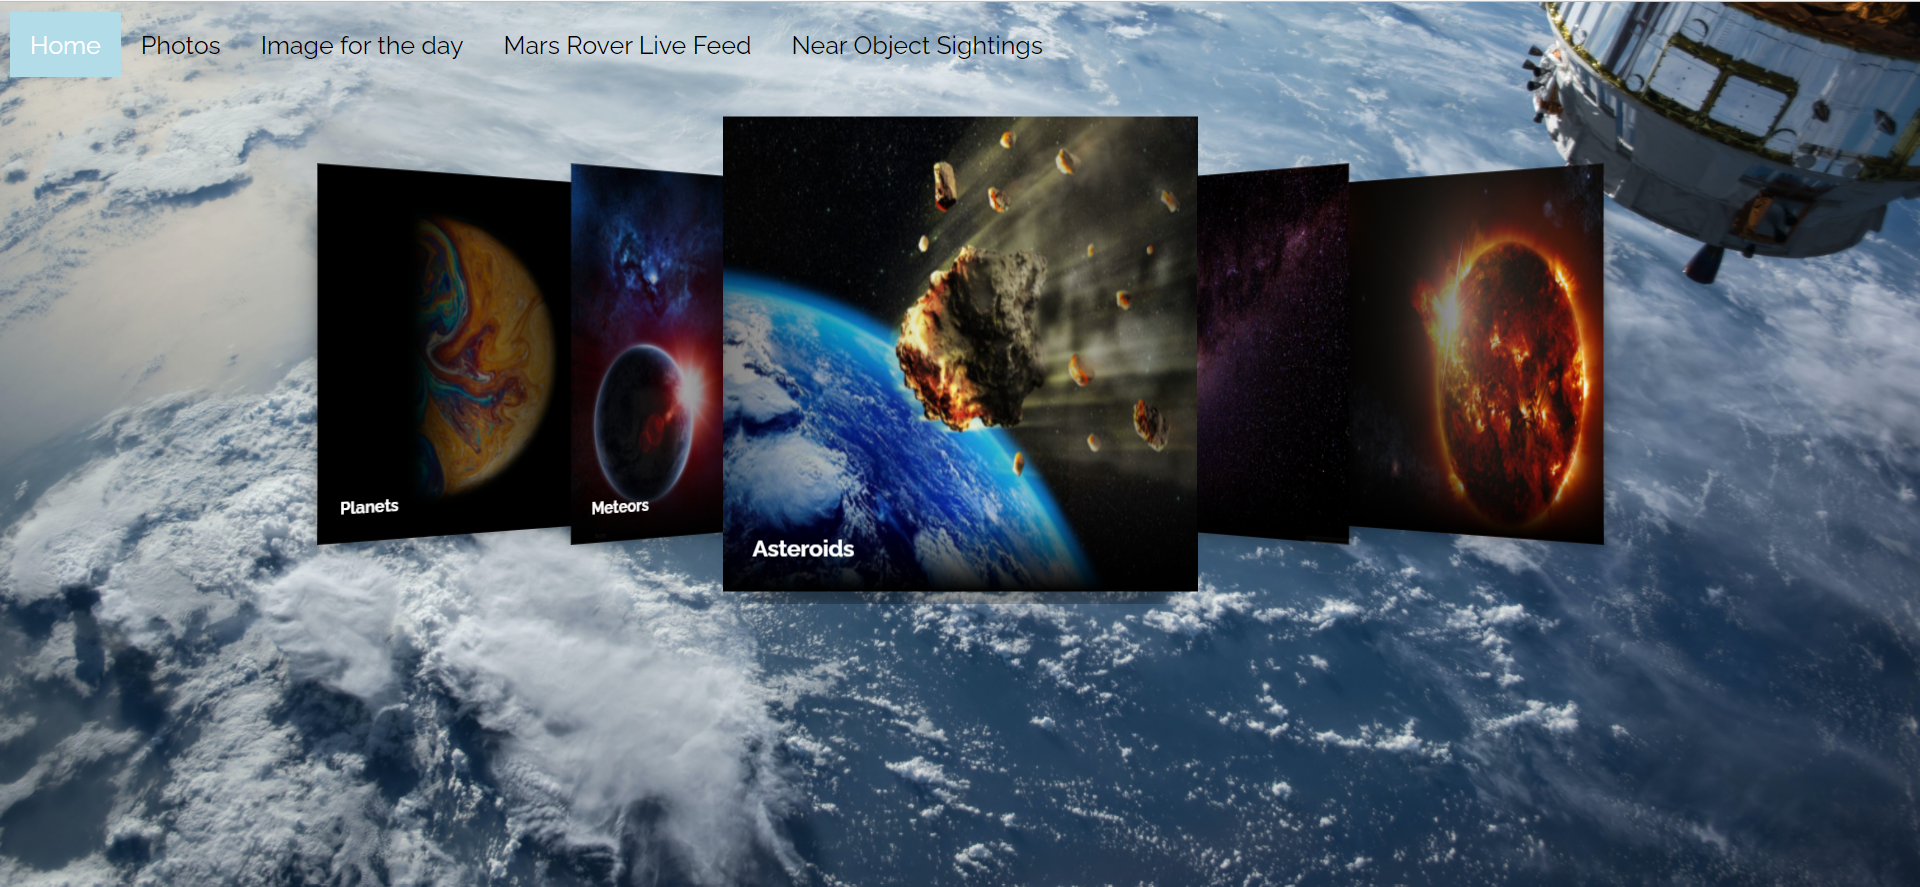 Home Photos Image for the day Mars Rover Live Feed Near Object Sightings
Planets
Meteors
Asteroids